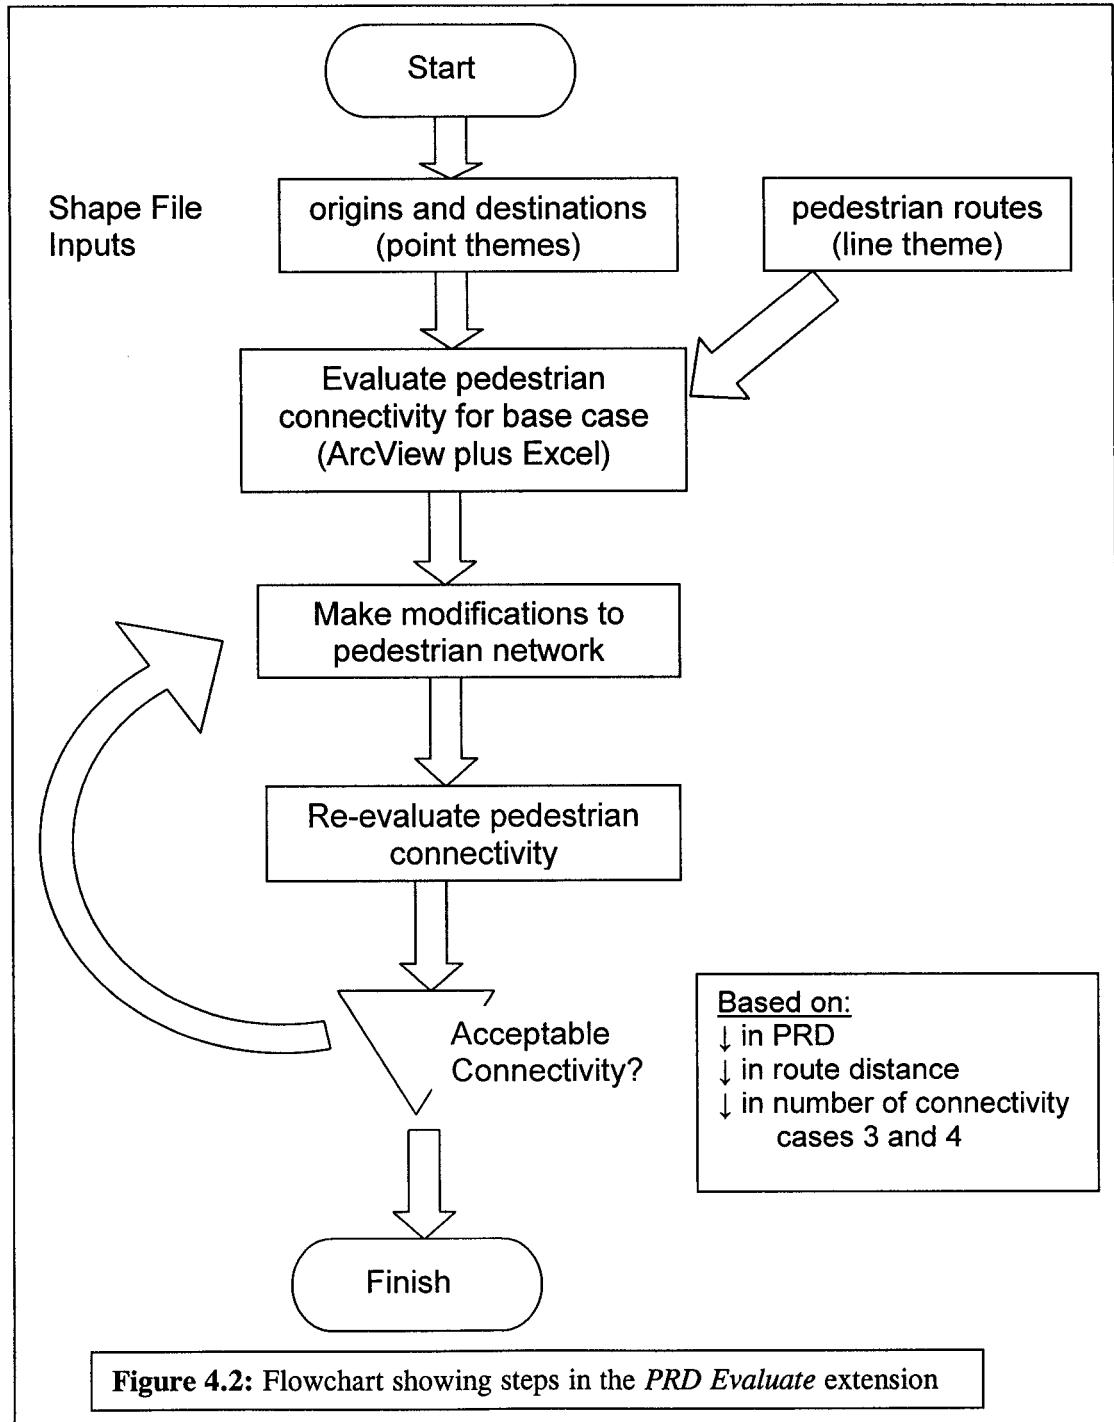 Start
Shape File
Inputs
origins and destinations
(point themes)
pedestrian routes
(line theme)
Evaluate pedestrian
connectivity for base case
(ArcView plus Excel)
Make modifications to
pedestrian network
Re-evaluate pedestrian
connectivity
Acceptable
Connectivity?
Based on:
↓ in PRD
↓ in route distance
↓ in number of connectivity
cases 3 and 4
Finish
Figure 4.2: Flowchart showing steps in the PRD Evaluate extension